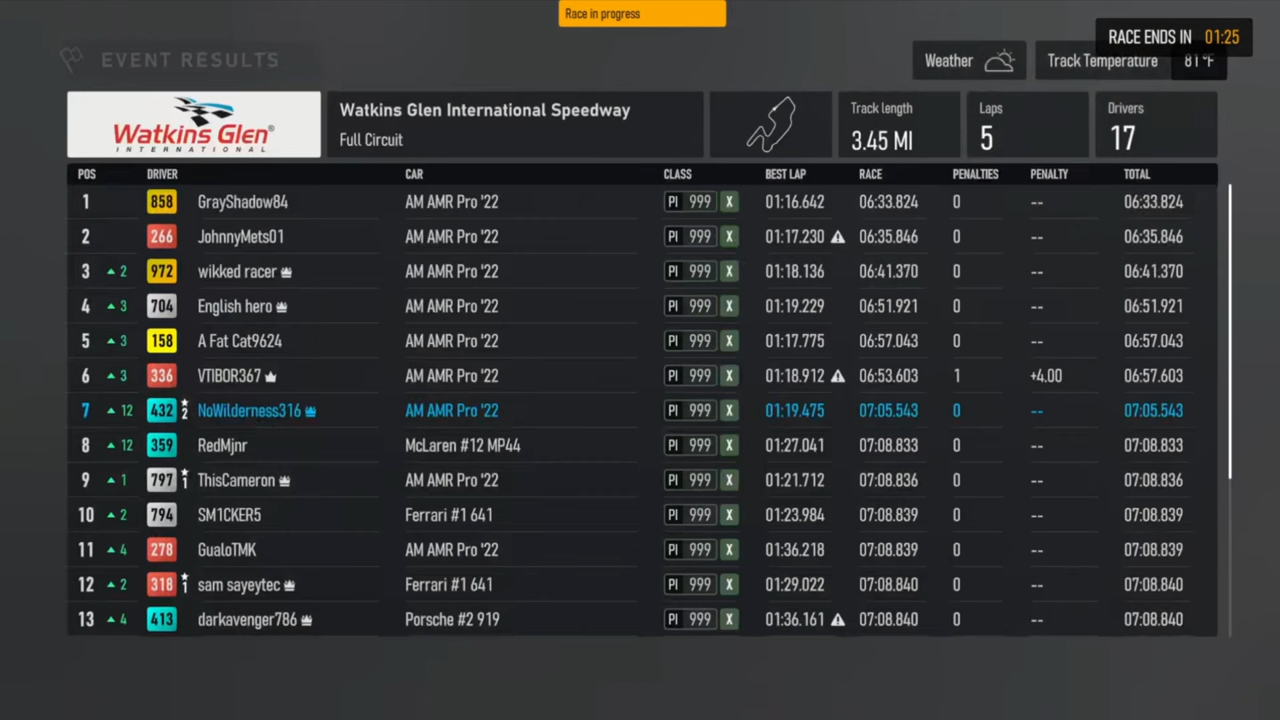 Race in progress
RACE ENDS IN 01:25
EVENT RESULTS
Weather
Track Temperature 81°F
Watkins Glen®
INTERNATIONAL
Watkins Glen International Speedway
Full Circuit
Track length
3.45 MI
Laps
5
Drivers
17
POS DRIVER CAR CLASS BEST LAP RACE PENALTIES PENALTY TOTAL
1 858 GrayShadow84 AM AMR Pro '22 PI 999 X 01:16.642 06:33.824 0 -- 06:33.824
2 266 JohnnyMets01 AM AMR Pro '22 PI 999 X 01:17.230 06:35.846 0 -- 06:35.846
3 2 972 wikked racer AM AMR Pro '22 PI 999 X 01:18.136 06:41.370 0 -- 06:41.370
4 3 704 English hero AM AMR Pro '22 PI 999 X 01:19.229 06:51.921 0 -- 06:51.921
5 3 158 A Fat Cat9624 AM AMR Pro '22 PI 999 X 01:17.775 06:57.043 0 -- 06:57.043
6 3 336 VTIBOR367 AM AMR Pro '22 PI 999 X 01:18.912 06:53.603 1 +4.00 06:57.603
7 12 432 2 NoWilderness316 AM AMR Pro '22 PI 999 X 01:19.475 07:05.543 0 -- 07:05.543
8 12 359 RedMjnr McLaren #12 MP44 PI 999 X 01:27.041 07:08.833 0 -- 07:08.833
9 1 797 1 ThisCameron AM AMR Pro '22 PI 999 X 01:21.712 07:08.836 0 -- 07:08.836
10 2 794 SM1CKER5 Ferrari #1 641 PI 999 X 01:23.984 07:08.839 0 -- 07:08.839
11 4 278 GualoTMK AM AMR Pro '22 PI 999 X 01:36.218 07:08.839 0 -- 07:08.839
12 2 318 1 sam sayeytec Ferrari #1 641 PI 999 X 01:29.022 07:08.840 0 -- 07:08.840
13 4 413 darkavenger786 Porsche #2 919 PI 999 X 01:36.161 07:08.840 0 -- 07:08.840